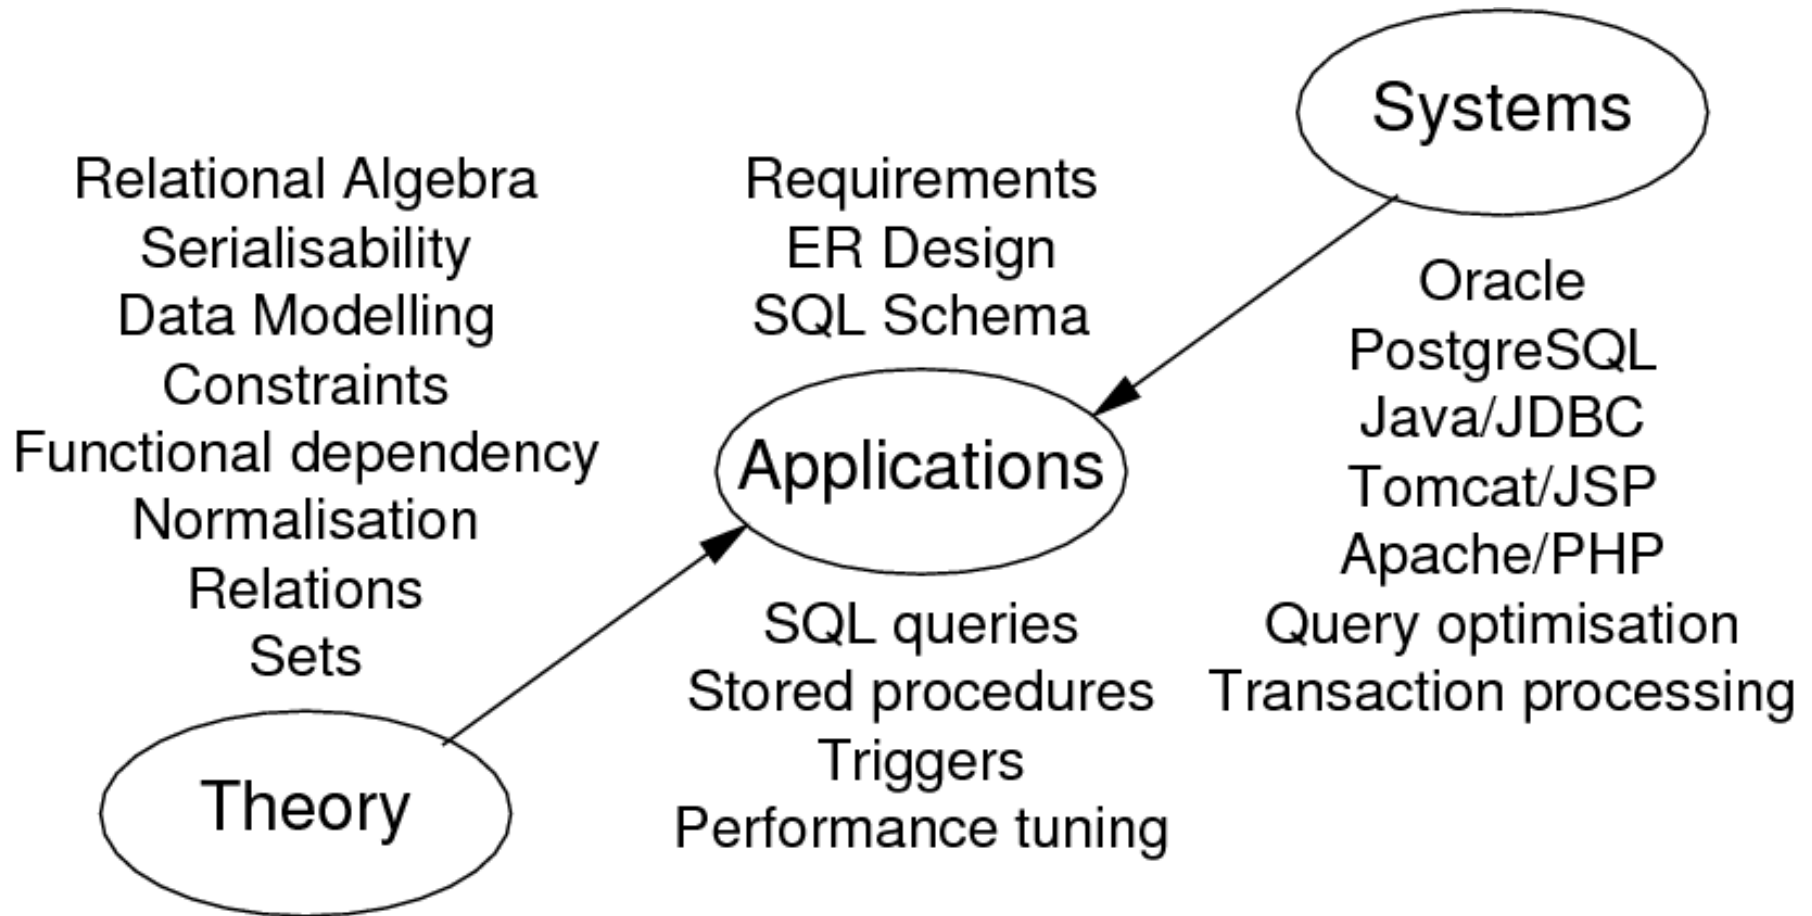 Relational Algebra
Serialisability
Data Modelling
Constraints
Functional dependency
Normalisation
Relations
Sets
Theory
Requirements
ER Design
SQL Schema
Applications
SQL queries
Stored procedures
Triggers
Performance tuning
Systems
Oracle
PostgreSQL
Java/JDBC
Tomcat/JSP
Apache/PHP
Query optimisation
Transaction processing